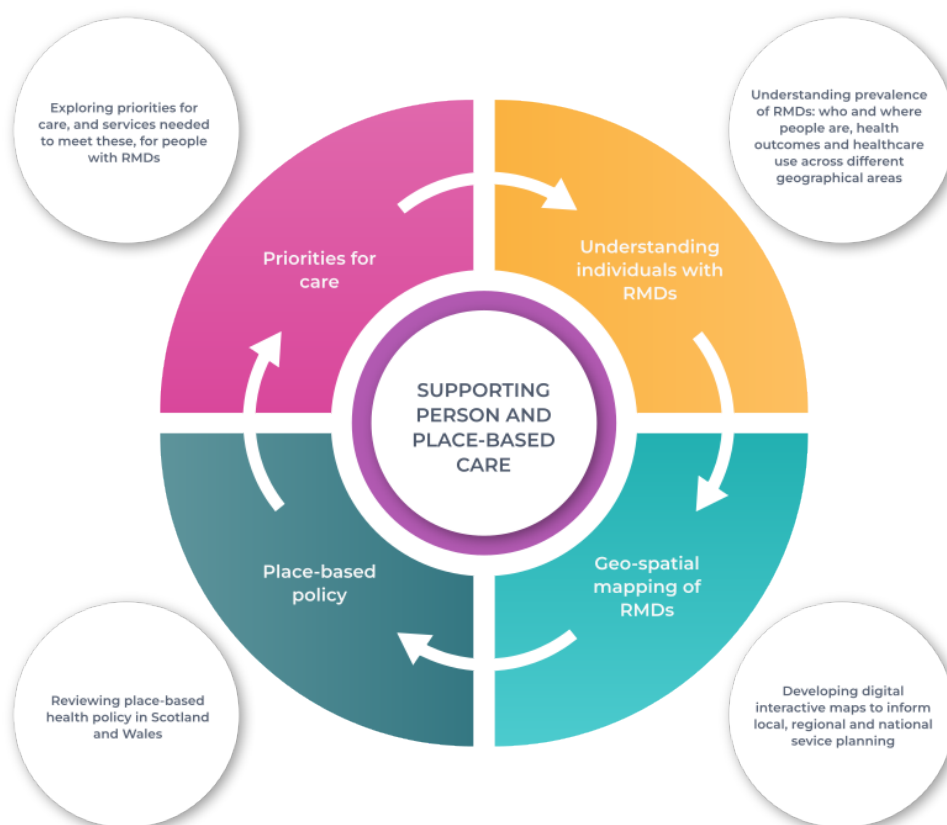 Exploring priorities for
care, and services needed
to meet these, for people
with RMDs
Understanding prevalence
of RMDs: who and where
people are, health
outcomes and healthcare
use across different
geographical areas
Priorities for
care
Understanding
individuals with
RMDs
SUPPORTING
PERSON AND
PLACE-BASED
CARE
Place-based
policy
Geo-spatial
mapping of
RMDs
Reviewing place-based
health policy in Scotland
and Wales
Developing digital
interactive maps to inform
local, regional and national
sevice planning